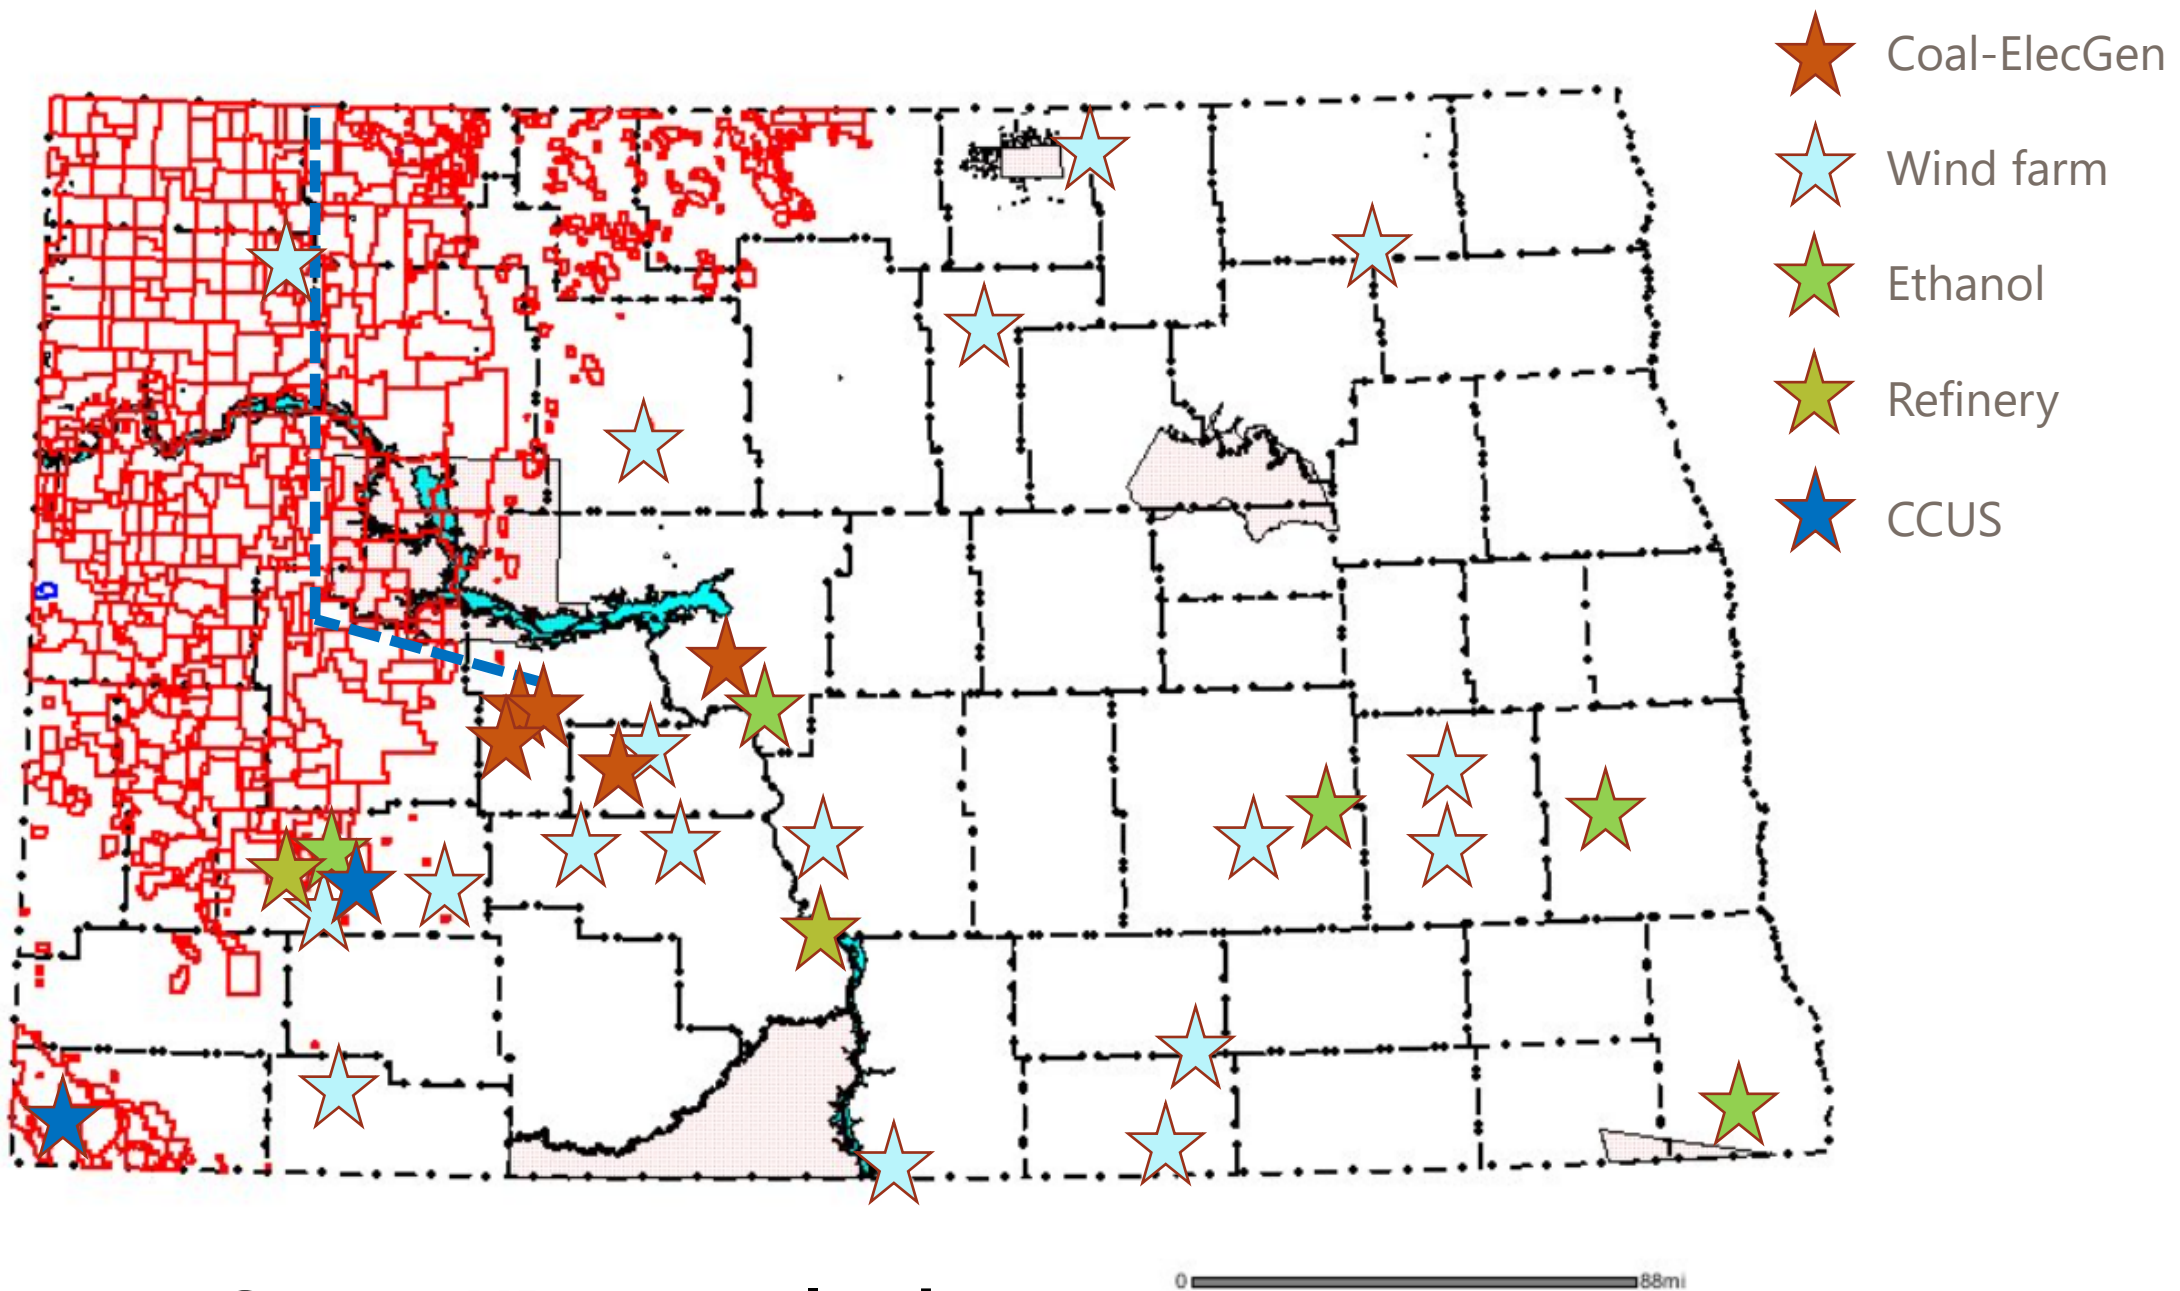 Coal-ElecGen
Wind farm
Ethanol
Refinery
CCUS
0 88mi